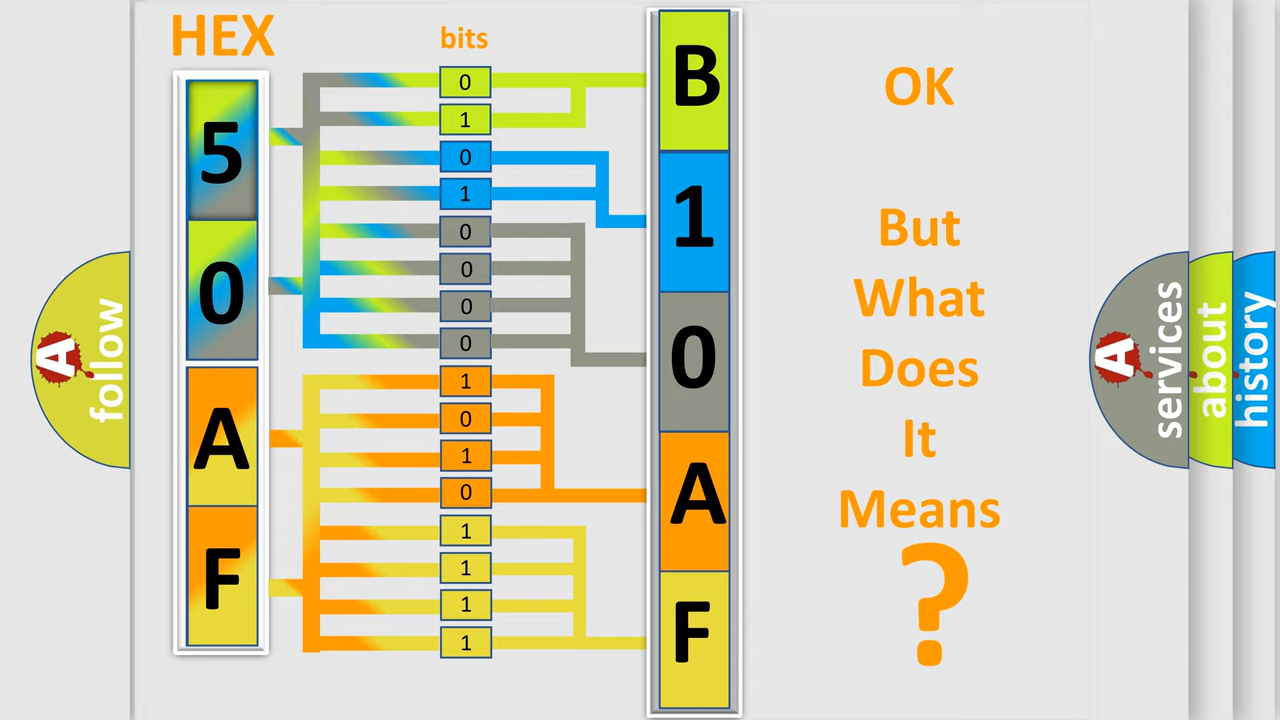 HEX
bits
5
0
A
F
0
1
0
1
0
0
0
0
1
0
1
0
1
1
1
1
B
1
0
A
F
OK
But
What
Does
It
Means
?
A
follow
A
services
about
history